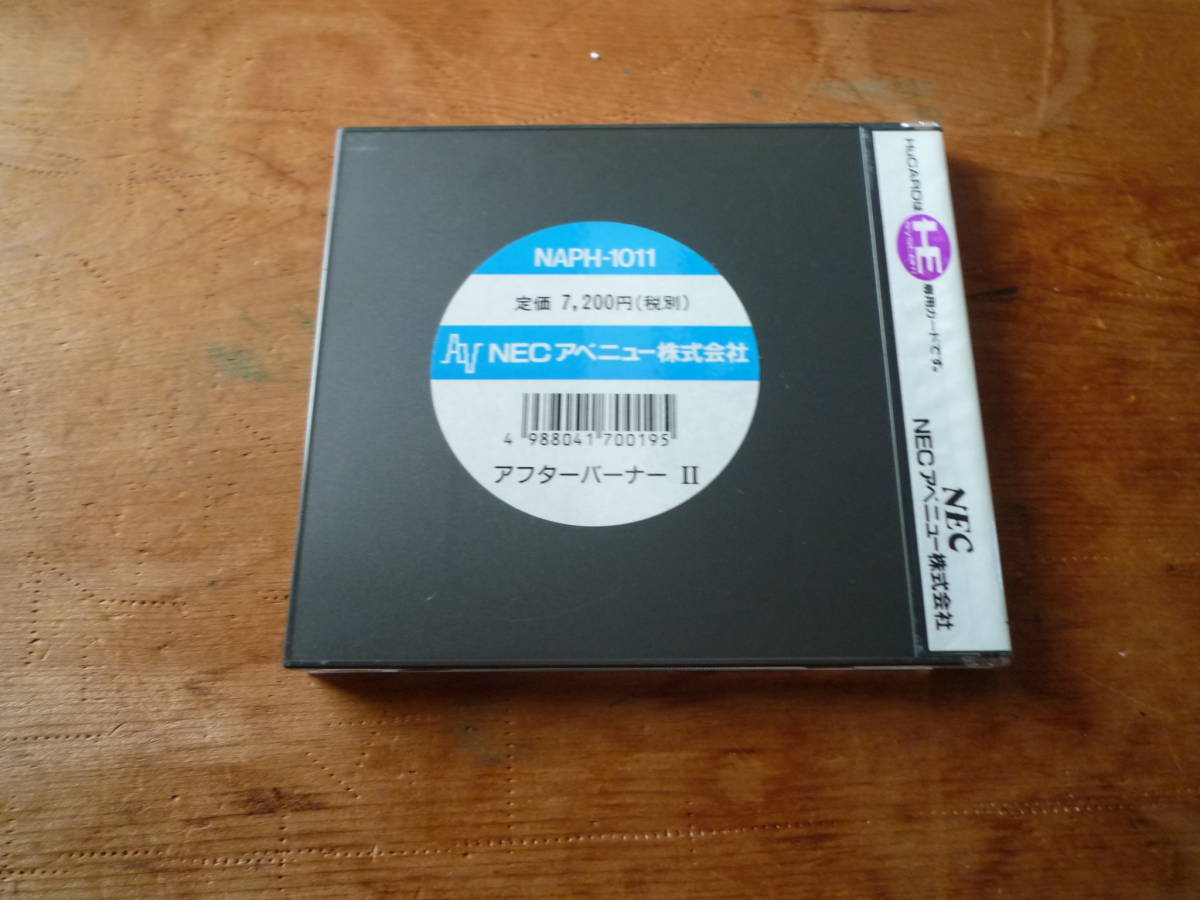 NAPH-1011
定価 7,200円(税別)
NECアベニュー株式会社
4 988041 700195
アフターバーナー II
HuCARDは
HE
SYSTEM
専用カードです。
NEC
NECアベニュー株式会社